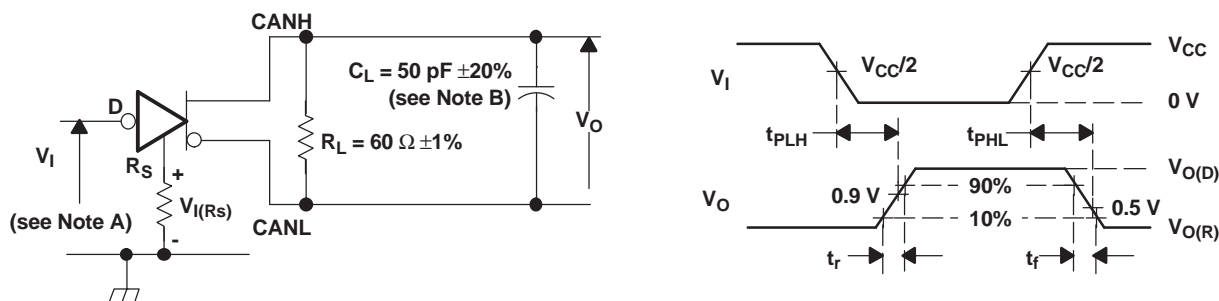 CANH
C_L = 50 pF ±20%
(see Note B)
D
V_O
V_I
R_L = 60 Ω ±1%
R_S
+
V_I(Rs)
(see Note A)
-
CANL
V_CC
V_I
V_CC/2
V_CC/2
0 V
t_PLH
t_PHL
V_O(D)
90%
0.9 V
V_O
0.5 V
10%
V_O(R)
t_r
t_f